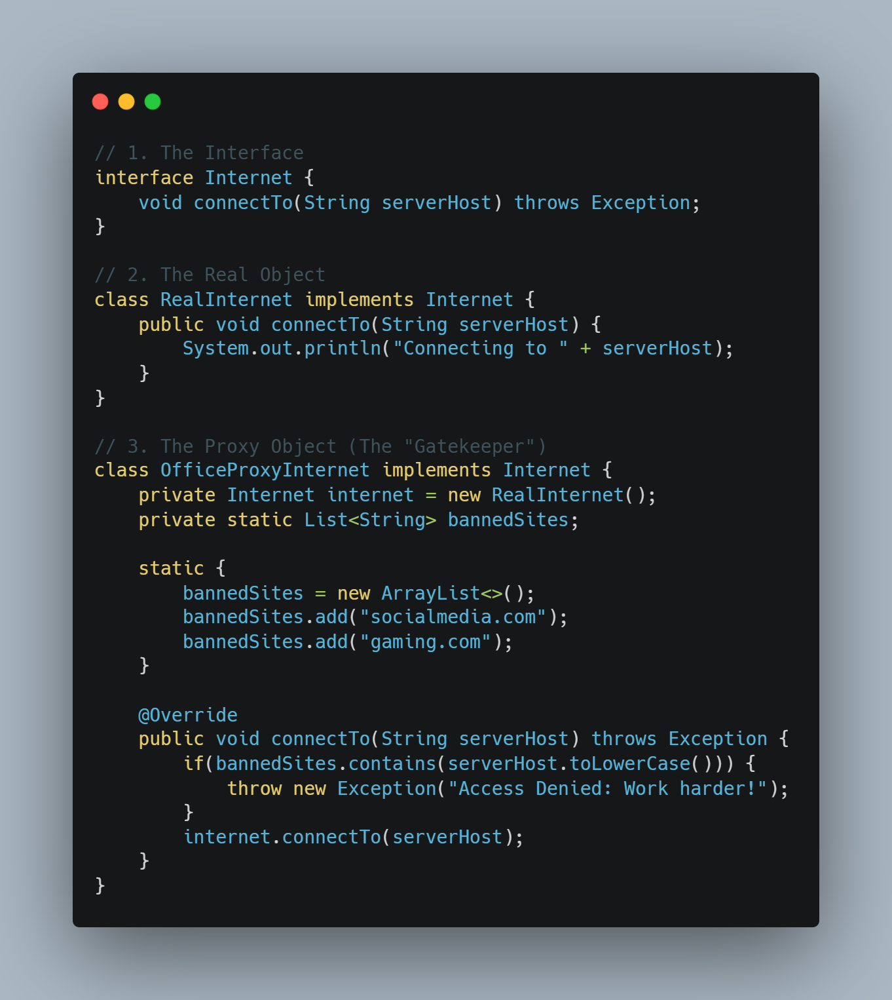 // 1. The Interface
interface Internet {
    void connectTo(String serverHost) throws Exception;
}

// 2. The Real Object
class RealInternet implements Internet {
    public void connectTo(String serverHost) {
        System.out.println("Connecting to " + serverHost);
    }
}

// 3. The Proxy Object (The "Gatekeeper")
class OfficeProxyInternet implements Internet {
    private Internet internet = new RealInternet();
    private static List<String> bannedSites;

    static {
        bannedSites = new ArrayList<>();
        bannedSites.add("socialmedia.com");
        bannedSites.add("gaming.com");
    }

    @Override
    public void connectTo(String serverHost) throws Exception {
        if(bannedSites.contains(serverHost.toLowerCase())) {
            throw new Exception("Access Denied: Work harder!");
        }
        internet.connectTo(serverHost);
    }
}